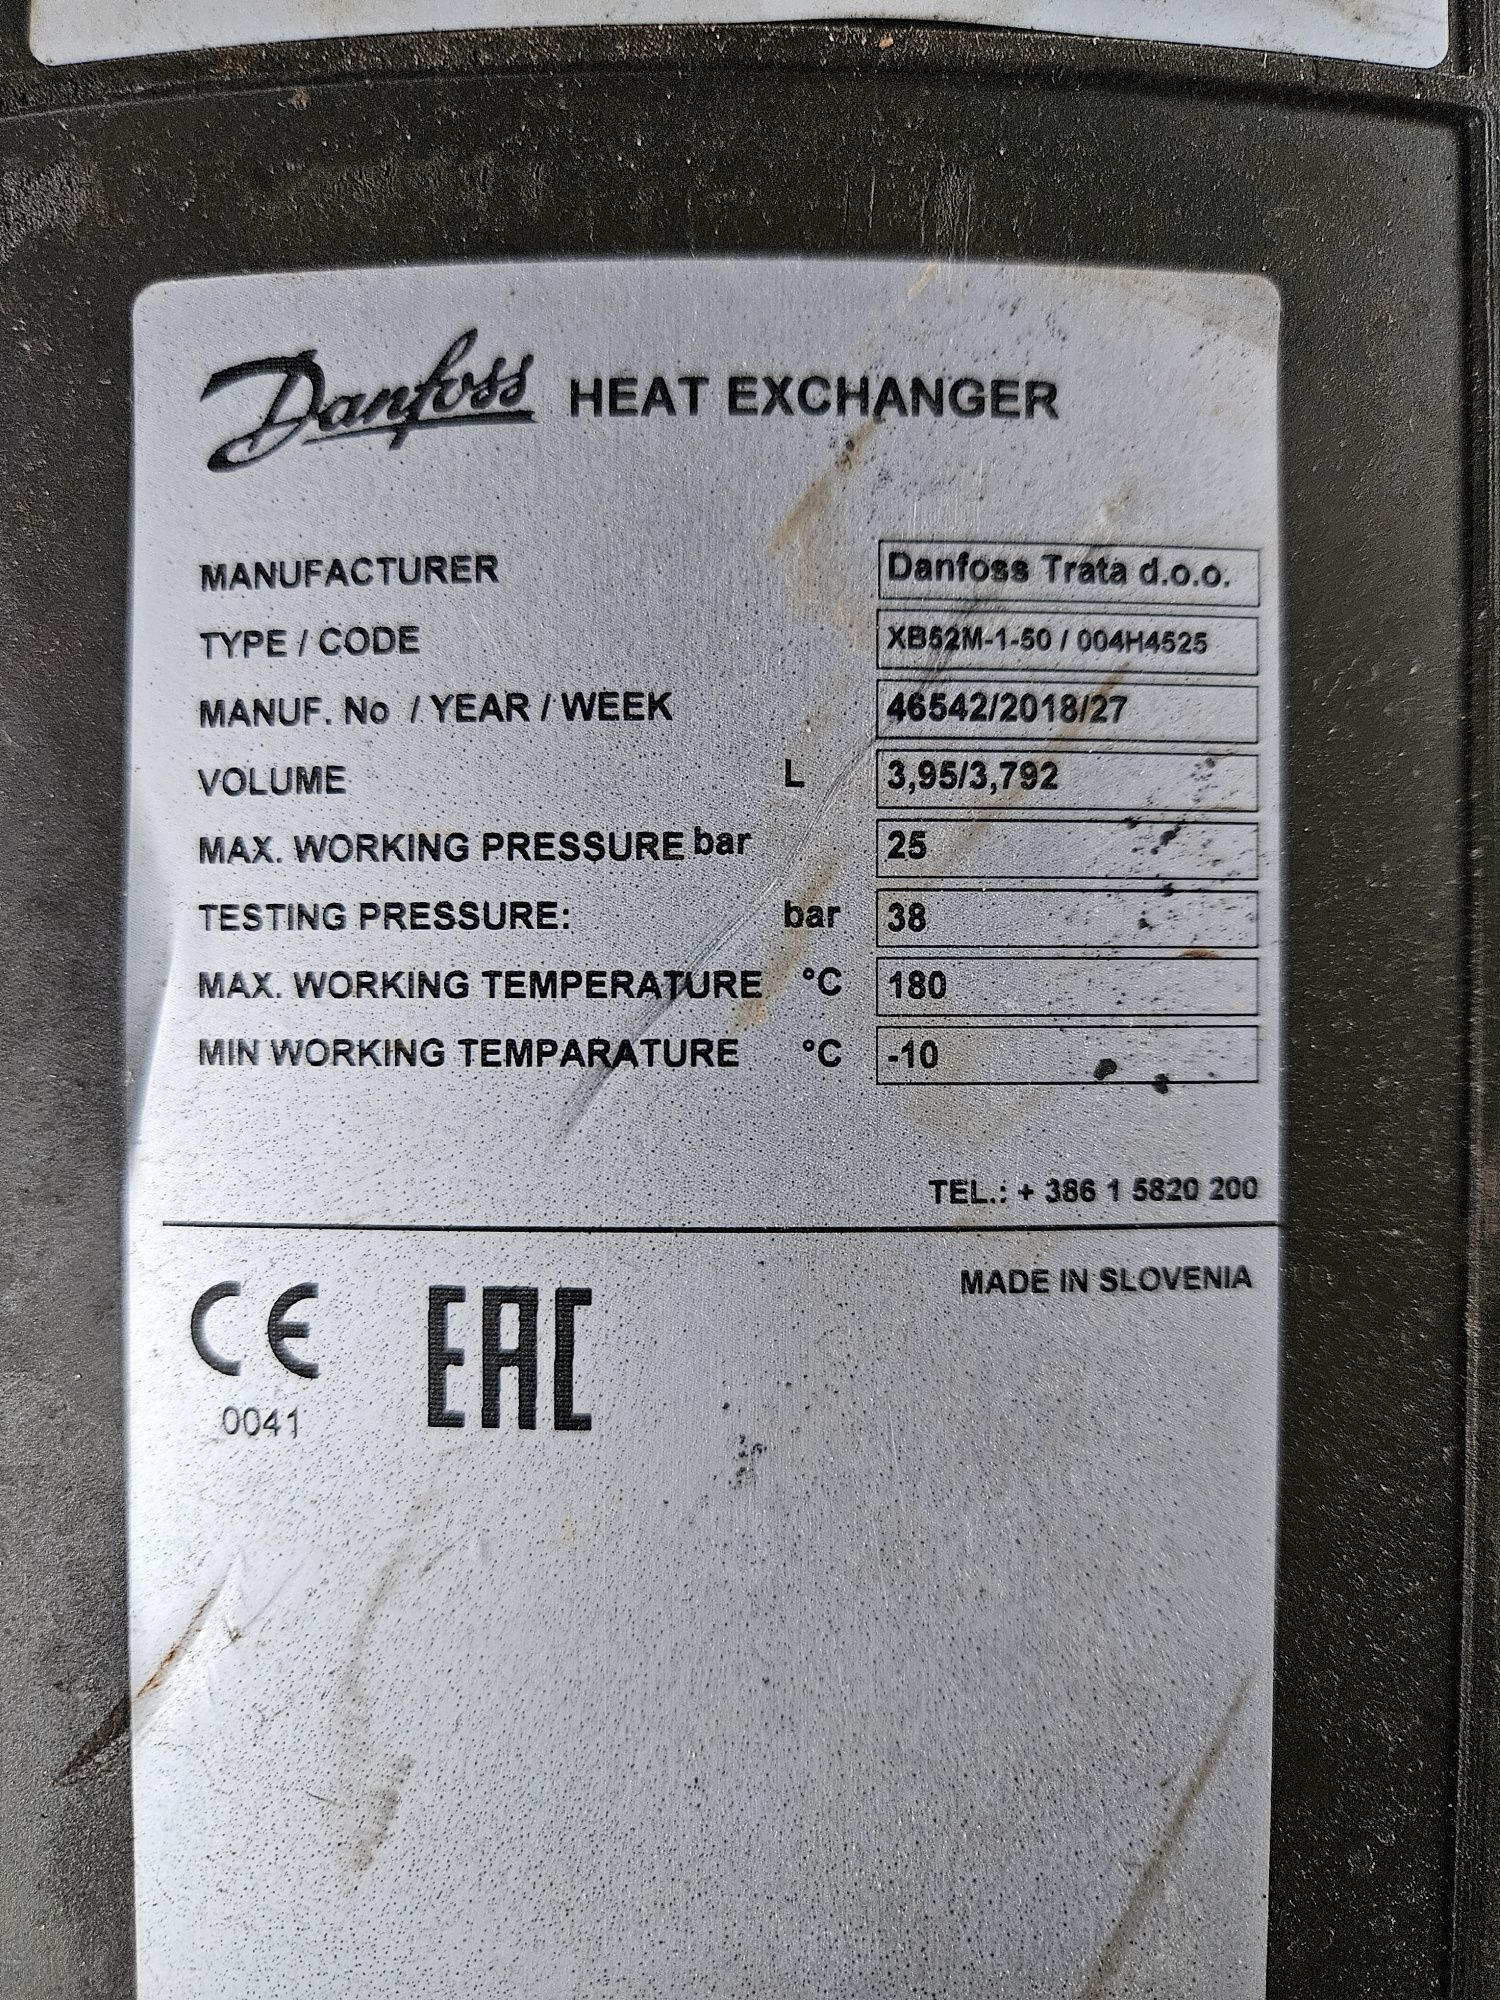 Danfoss HEAT EXCHANGER
MANUFACTURER Danfoss Trata d.o.o.
TYPE / CODE XB52M-1-50 / 004H4525
MANUF. No / YEAR / WEEK 46542/2018/27
VOLUME L 3,95/3,792
MAX. WORKING PRESSURE bar 25
TESTING PRESSURE: bar 38
MAX. WORKING TEMPERATURE °C 180
MIN WORKING TEMPARATURE °C -10
TEL.: + 386 1 5820 200
MADE IN SLOVENIA
CE EAC
0041